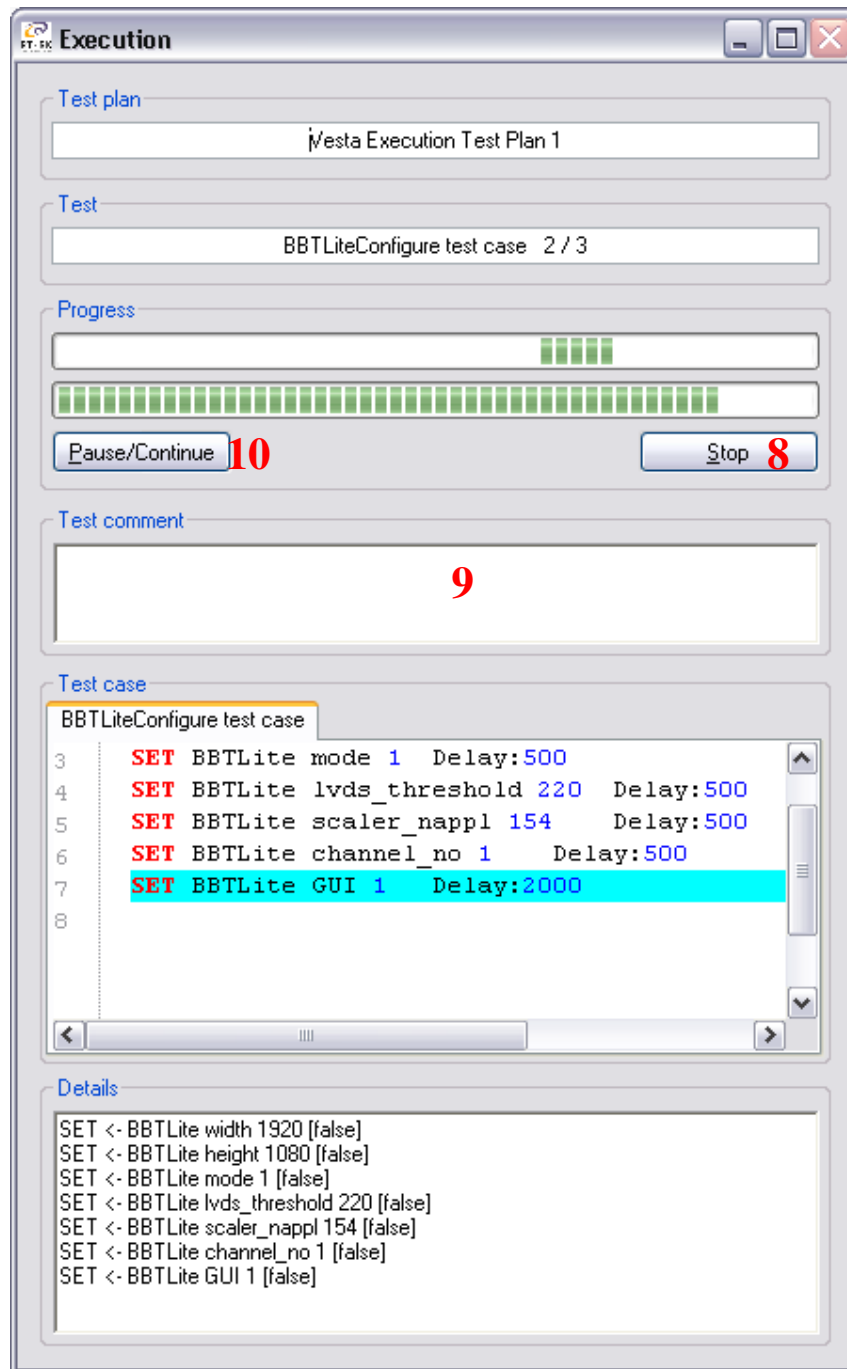 RT-RK Execution
Test plan
iVesta Execution Test Plan 1
Test
BBTLiteConfigure test case 2 / 3
Progress
Pause/Continue 10 Stop 8
Test comment
9
Test case
BBTLiteConfigure test case
3 SET BBTLite mode 1 Delay:500
4 SET BBTLite lvds_threshold 220 Delay:500
5 SET BBTLite scaler_nappl 154 Delay:500
6 SET BBTLite channel_no 1 Delay:500
7 SET BBTLite GUI 1 Delay:2000
8
Details
SET <- BBTLite width 1920 [false]
SET <- BBTLite height 1080 [false]
SET <- BBTLite mode 1 [false]
SET <- BBTLite lvds_threshold 220 [false]
SET <- BBTLite scaler_nappl 154 [false]
SET <- BBTLite channel_no 1 [false]
SET <- BBTLite GUI 1 [false]